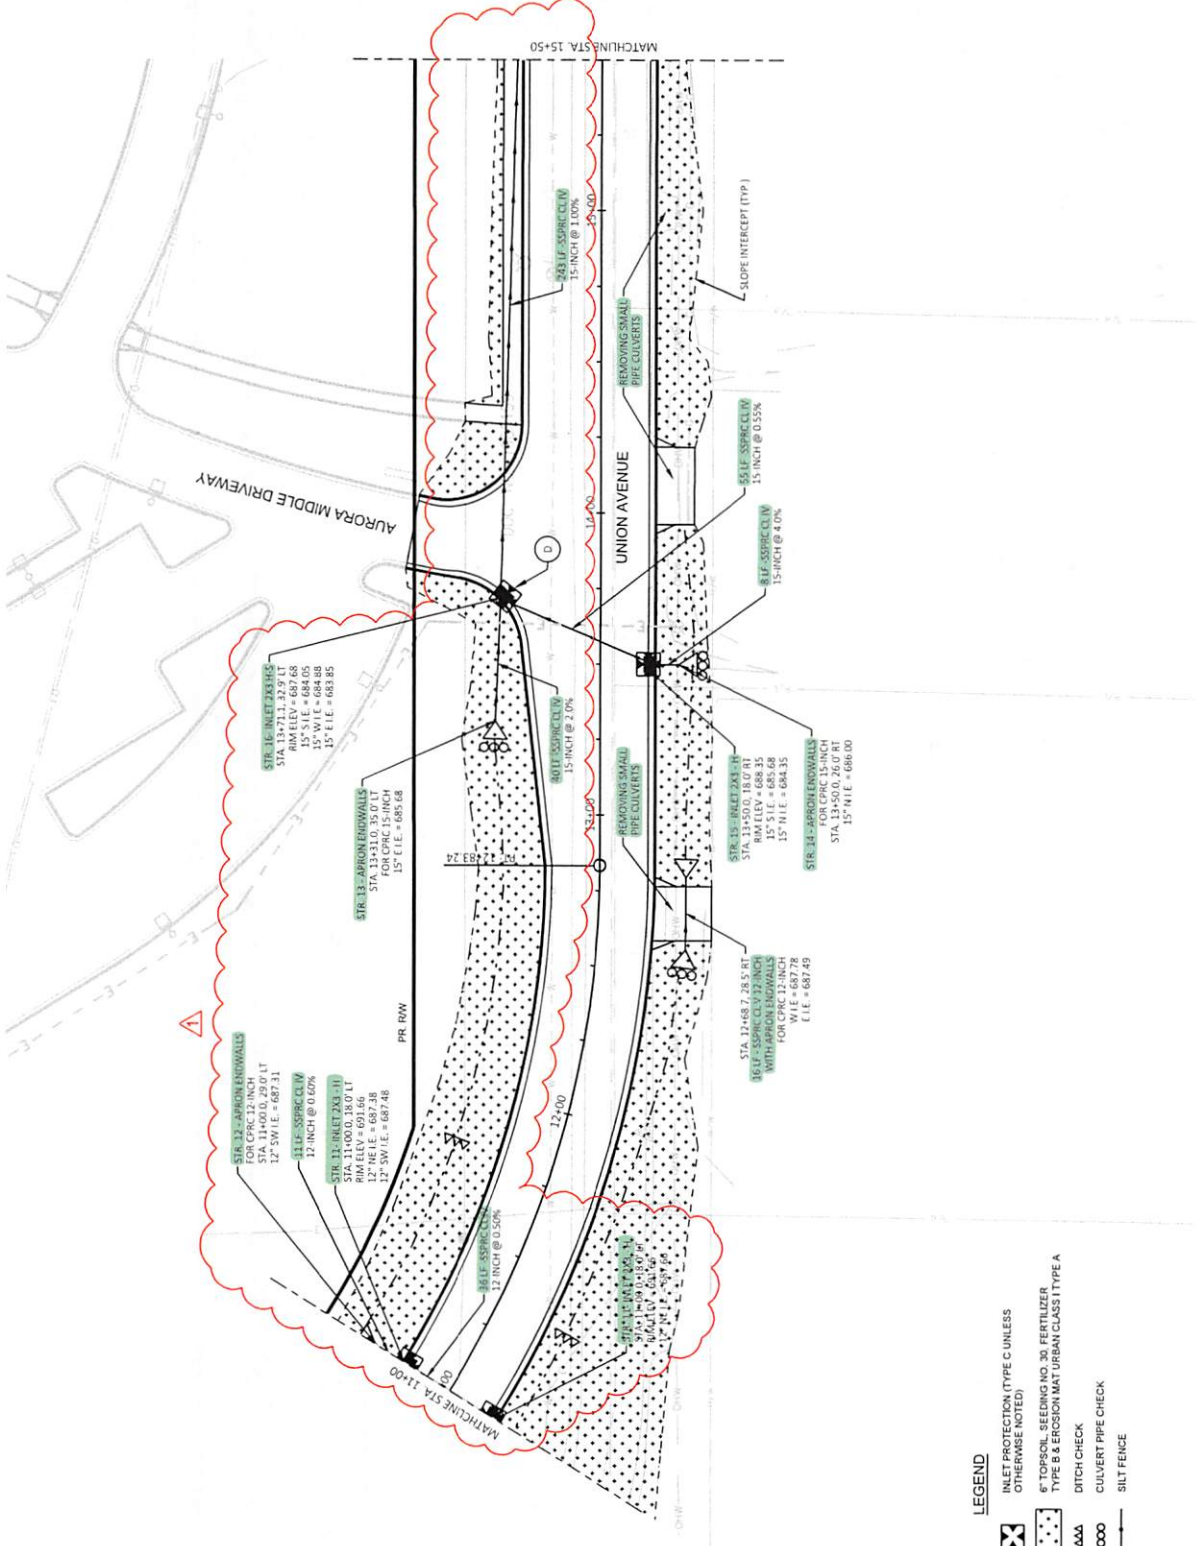 STR. 12 - APRON ENDWALLS
FOR CPRC 12-INCH
STA. 11+00.0, 29.0' LT
12" SW I.E. = 687.31
11 LF -SSPRC CL IV
12-INCH @ 0.60%
STR. 11- INLET 2X3 - H
STA. 11+00.0, 18.0' LT
RIM ELEV = 691.66
12" NE I.E. = 687.38
12" SW I.E. = 687.48
36 LF -SSPRC CL
12-INCH @ 0.50%
MATHCLINE STA. 11+00
00
12+00
13+00
14+00
15+00
PR. R/W
1
STR. 13 - APRON ENDWALLS
STA. 13+31.0, 35.0' LT
FOR CPRC 15-INCH
15" E I.E. = 685.68
PT: 12+83.24
STR. 16- INLET 2X3 H-S
STA. 13+71.1, 32.9' LT
RIM ELEV = 687.68
15" S I.E. = 684.05
15" W I.E. = 684.88
15" E I.E. = 683.85
40 LF -SSPRC CL IV
15-INCH @ 2.0%
D
AURORA MIDDLE DRIVEWAY
243 LF -SSPRC CL IV
15-INCH @ 1.00%
MATCHLINE STA. 15+50
UNION AVENUE
REMOVING SMALL
PIPE CULVERTS
REMOVING SMALL
PIPE CULVERTS
SLOPE INTERCEPT (TYP.)
55 LF -SSPRC CL IV
15-INCH @ 0.55%
8 LF -SSPRC CL IV
15-INCH @ 4.0%
STR. 15 - INLET 2X3 - H
STA. 13+50.0, 18.0' RT
RIM ELEV = 688.35
15" S I.E. = 685.68
15" N I.E. = 684.35
STR. 14 - APRON ENDWALLS
FOR CPRC 15-INCH
STA. 13+50.0, 26.0' RT
15" N I.E. = 686.00
STA. 12+68.7, 28.5' RT
16 LF - SSPRC CL V 12-INCH
WITH APRON ENDWALLS
FOR CPRC 12-INCH
W I.E = 687.78
E I.E. = 687.49
OHW
LEGEND
INLET PROTECTION (TYPE C UNLESS
OTHERWISE NOTED)
6" TOPSOIL, SEEDING NO. 30, FERTILIZER
TYPE B & EROSION MAT URBAN CLASS I TYPE A
DITCH CHECK
CULVERT PIPE CHECK
SILT FENCE